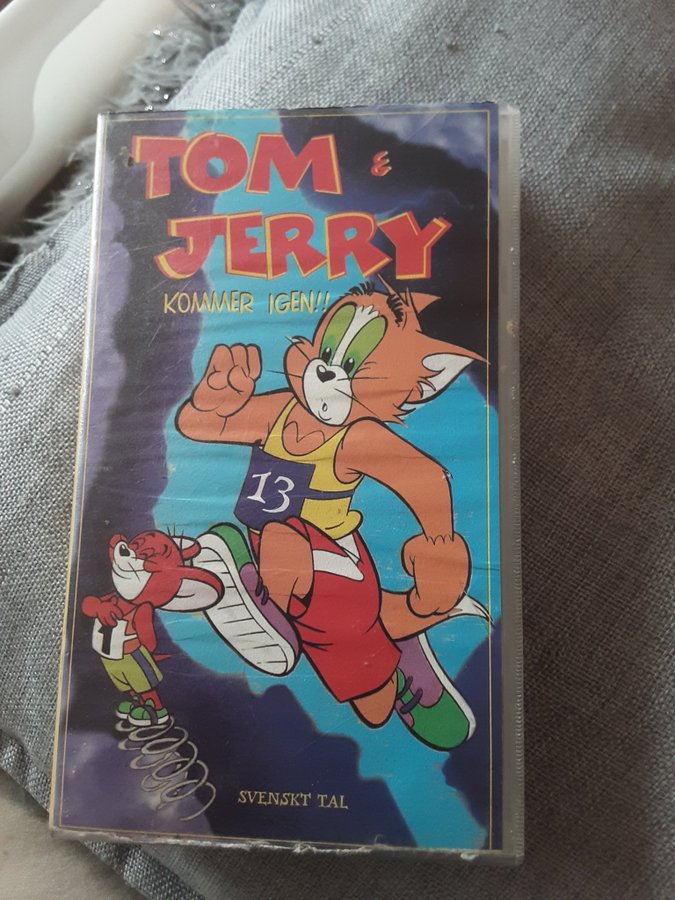 TOM &
JERRY
KOMMER IGEN!!
13
1
SVENSKT TAL